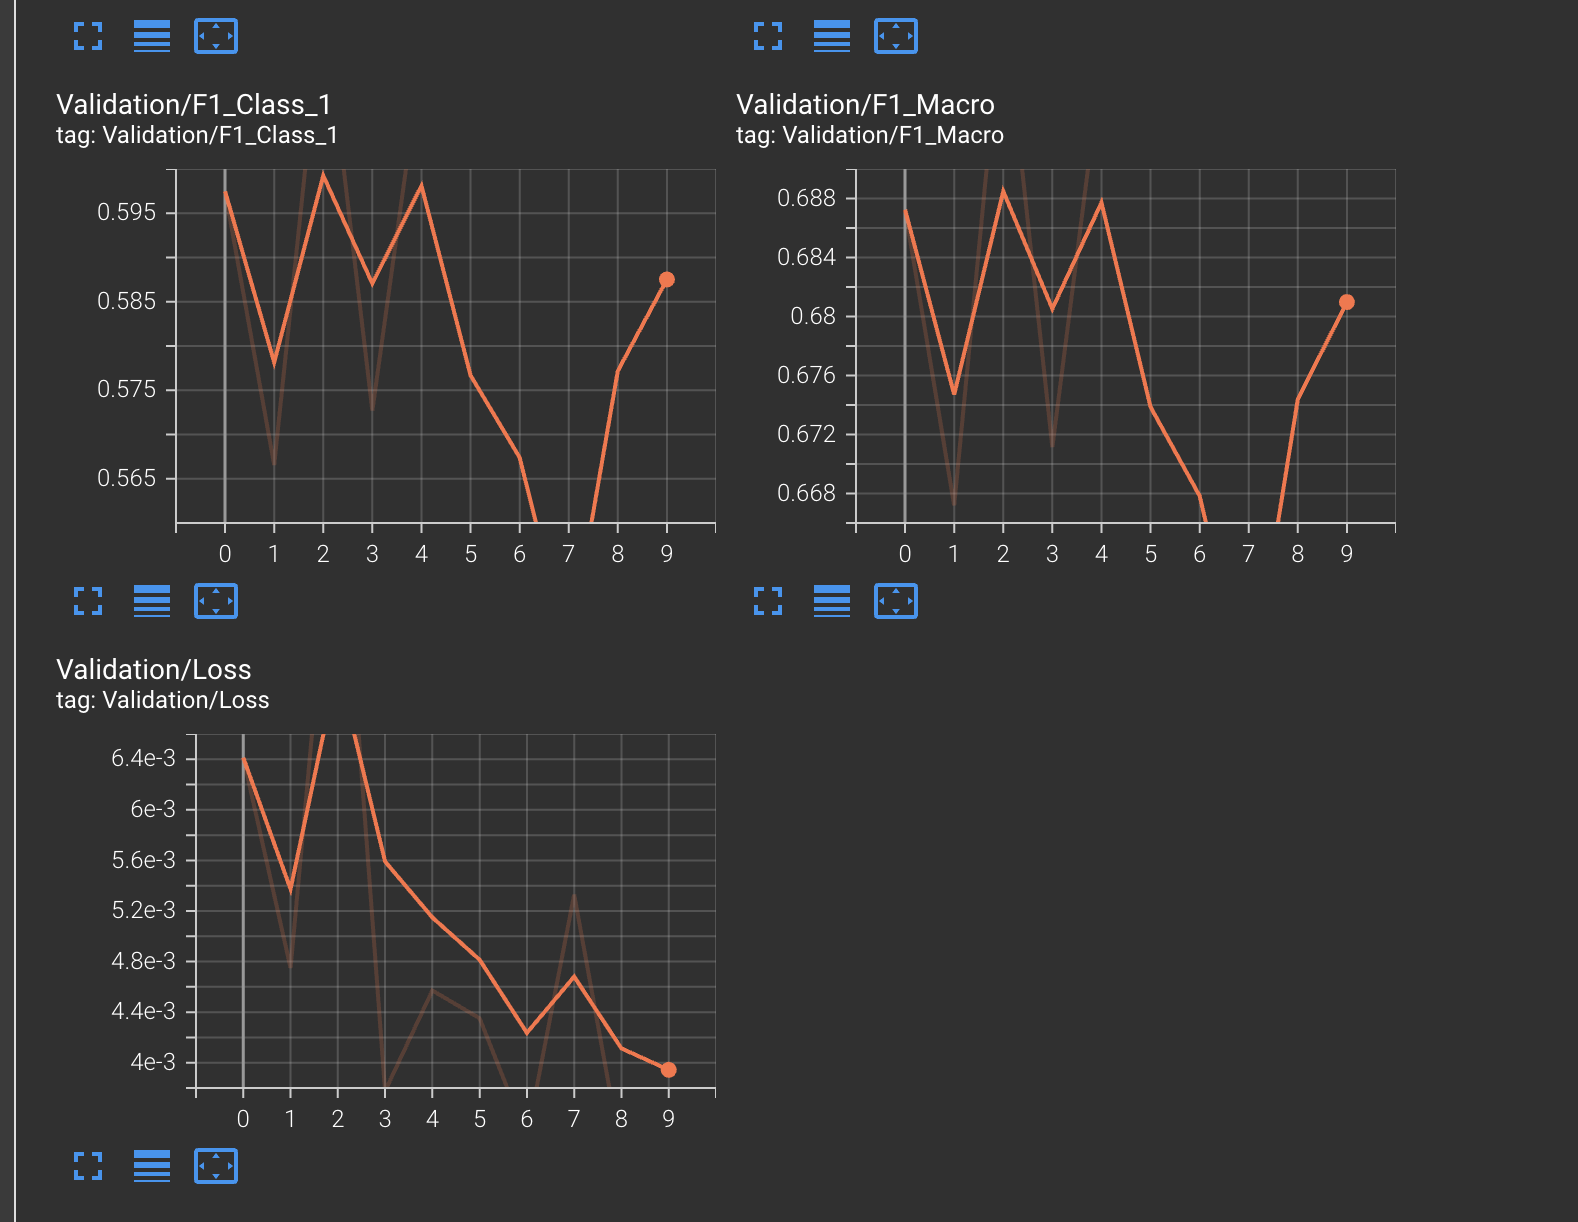 Validation/F1_Class_1
tag: Validation/F1_Class_1
0.595
0.585
0.575
0.565
0 1 2 3 4 5 6 7 8 9
Validation/F1_Macro
tag: Validation/F1_Macro
0.688
0.684
0.68
0.676
0.672
0.668
0 1 2 3 4 5 6 7 8 9
Validation/Loss
tag: Validation/Loss
6.4e-3
6e-3
5.6e-3
5.2e-3
4.8e-3
4.4e-3
4e-3
0 1 2 3 4 5 6 7 8 9